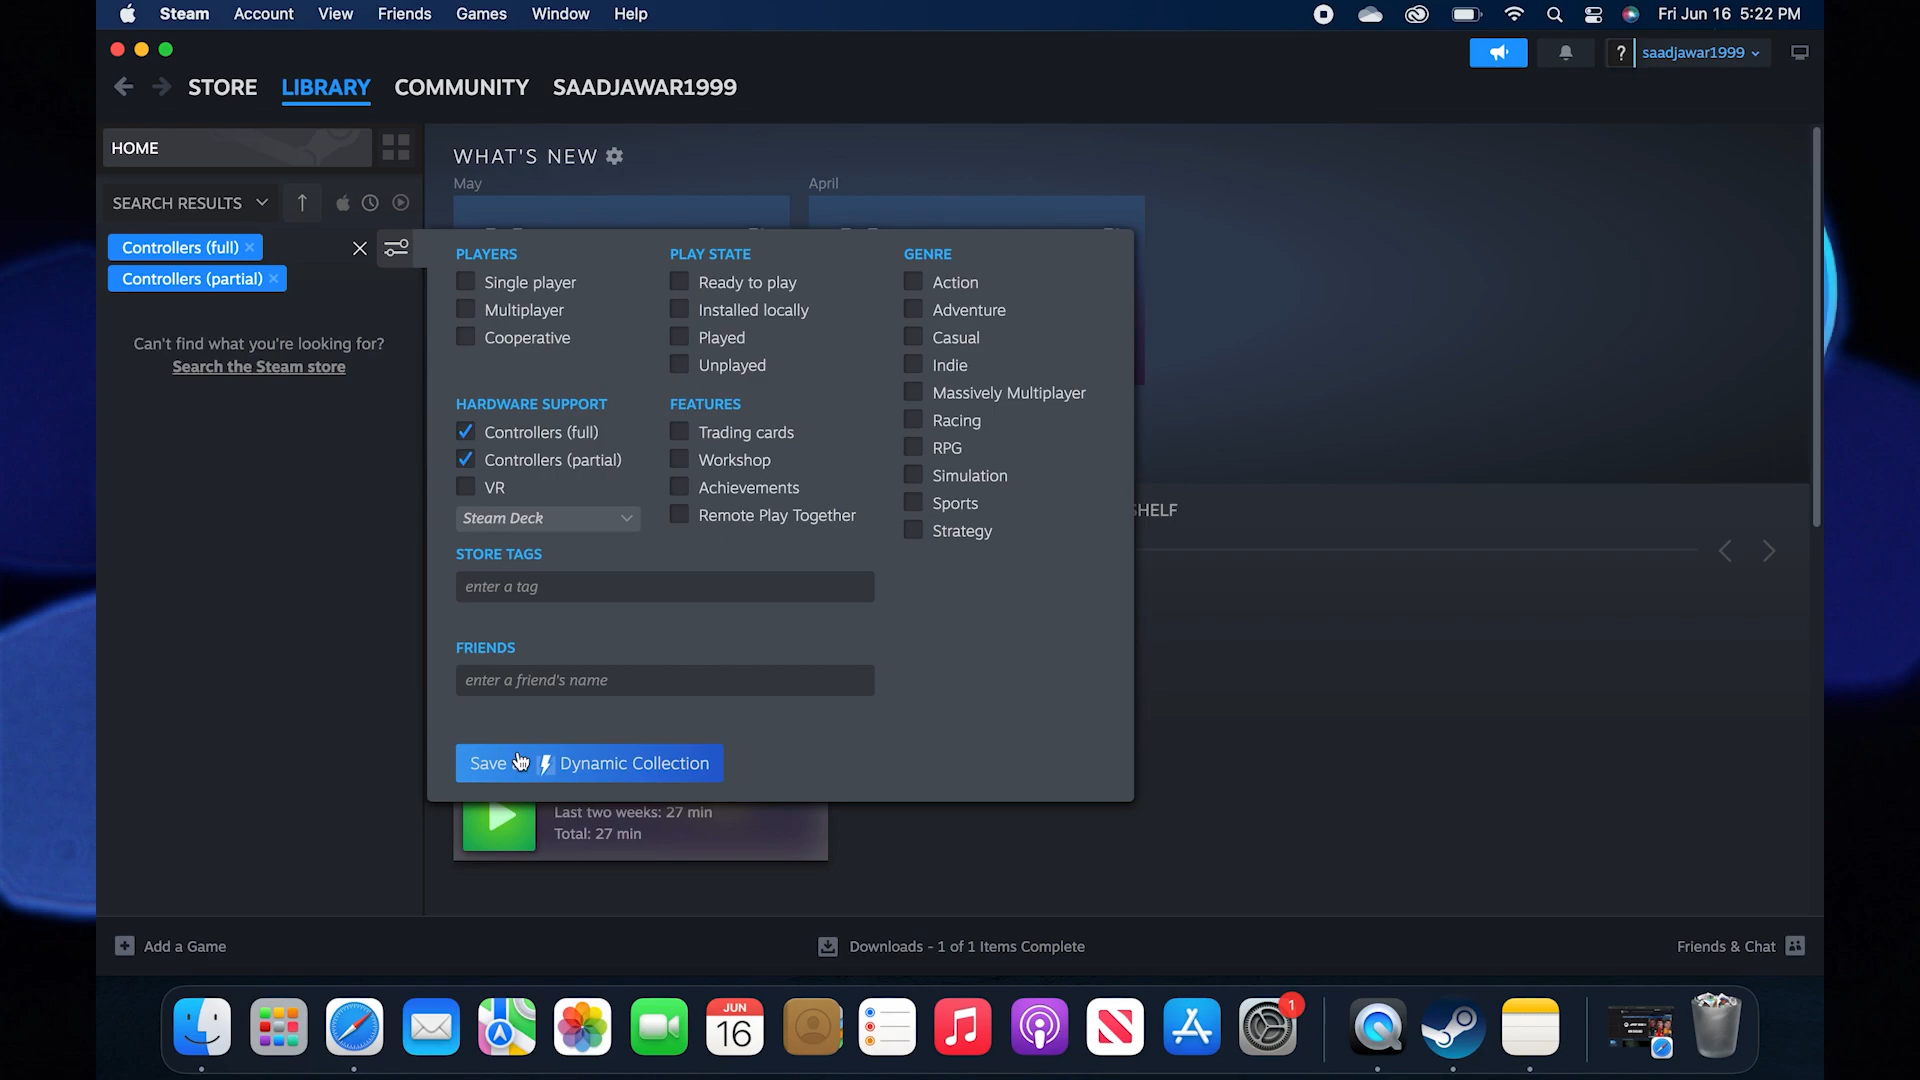 Steam Account View Friends Games Window Help
Fri Jun 16 5:22 PM
? saadjawar1999
STORE LIBRARY COMMUNITY SAADJAWAR1999
HOME
WHAT'S NEW
May
April
SEARCH RESULTS
Controllers (full) ×
Controllers (partial) ×
Can't find what you're looking for?
Search the Steam store
PLAYERS
Single player
Multiplayer
Cooperative
PLAY STATE
Ready to play
Installed locally
Played
Unplayed
GENRE
Action
Adventure
Casual
Indie
Massively Multiplayer
Racing
RPG
Simulation
Sports
Strategy
HARDWARE SUPPORT
Controllers (full)
Controllers (partial)
VR
Steam Deck
FEATURES
Trading cards
Workshop
Achievements
Remote Play Together
STORE TAGS
enter a tag
FRIENDS
enter a friend's name
Save
Dynamic Collection
SHELF
Last two weeks: 27 min
Total: 27 min
Add a Game
Downloads - 1 of 1 Items Complete
Friends & Chat
JUN
16
1